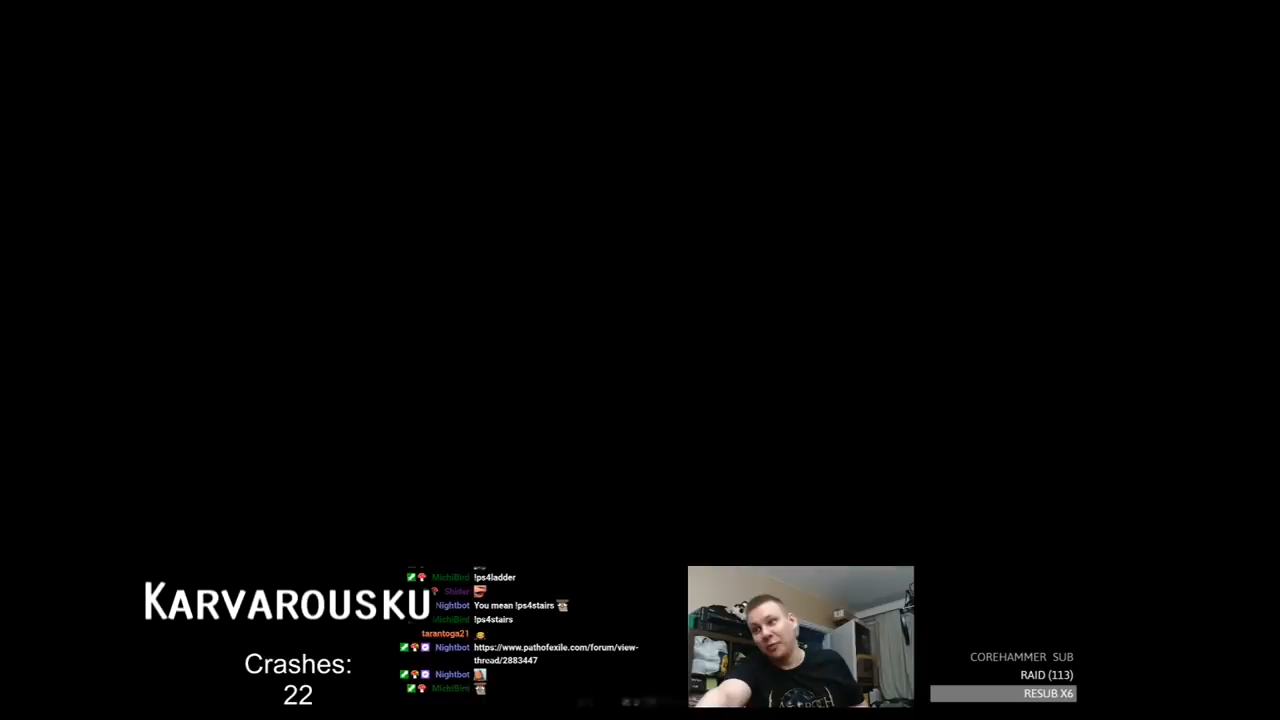 !ps4ladder
Shider
Nightbot You mean !ps4stairs
!ps4stairs
KARVAROUSKU
tarantoga21
Nightbot https://www.pathofexile.com/forum/view-
thread/2883447
Nightbot
Crashes:
22
COREHAMMER SUB
RAID (113)
RESUB X6